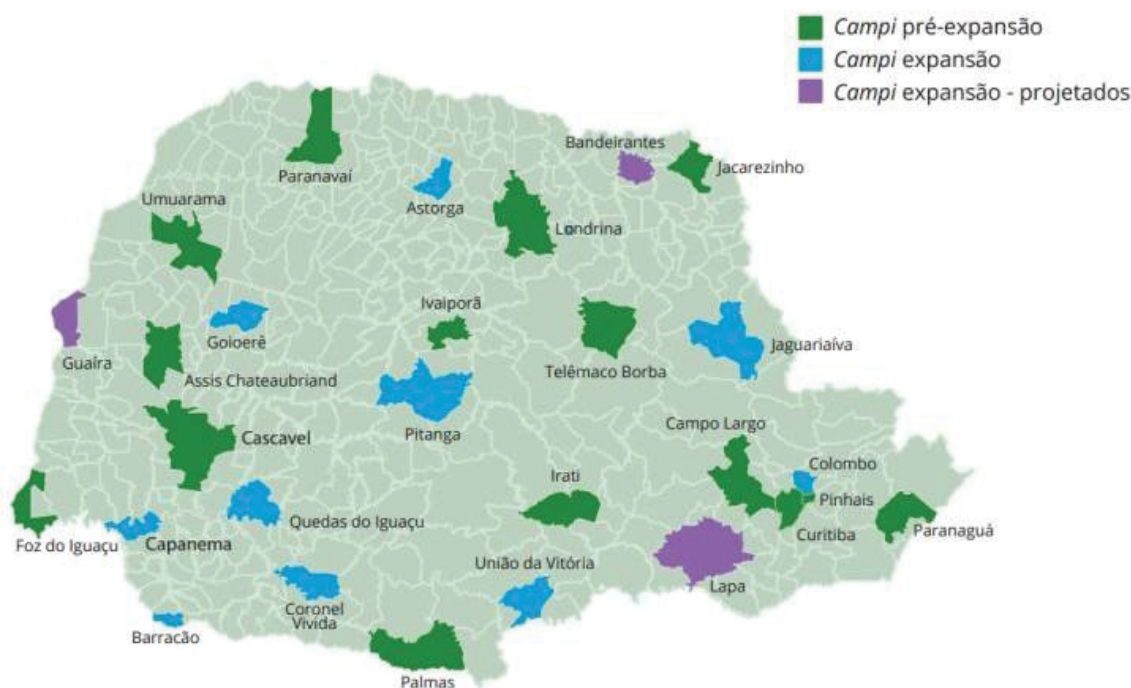 Campi pré-expansão
Campi expansão
Campi expansão - projetados
Bandeirantes
Jacarezinho
Paranavaí
Umuarama
Astorga
Londrina
Ivaiporã
Goioerê
Guaíra
Jaguariaíva
Assis Chateaubriand
Telêmaco Borba
Pitanga
Cascavel
Campo Largo
Colombo
Irati
Pinhais
Quedas do Iguaçu
Paranaguá
Curitiba
Foz do Iguaçu
Capanema
União da Vitória
Lapa
Coronel
Vivida
Barracão
Palmas